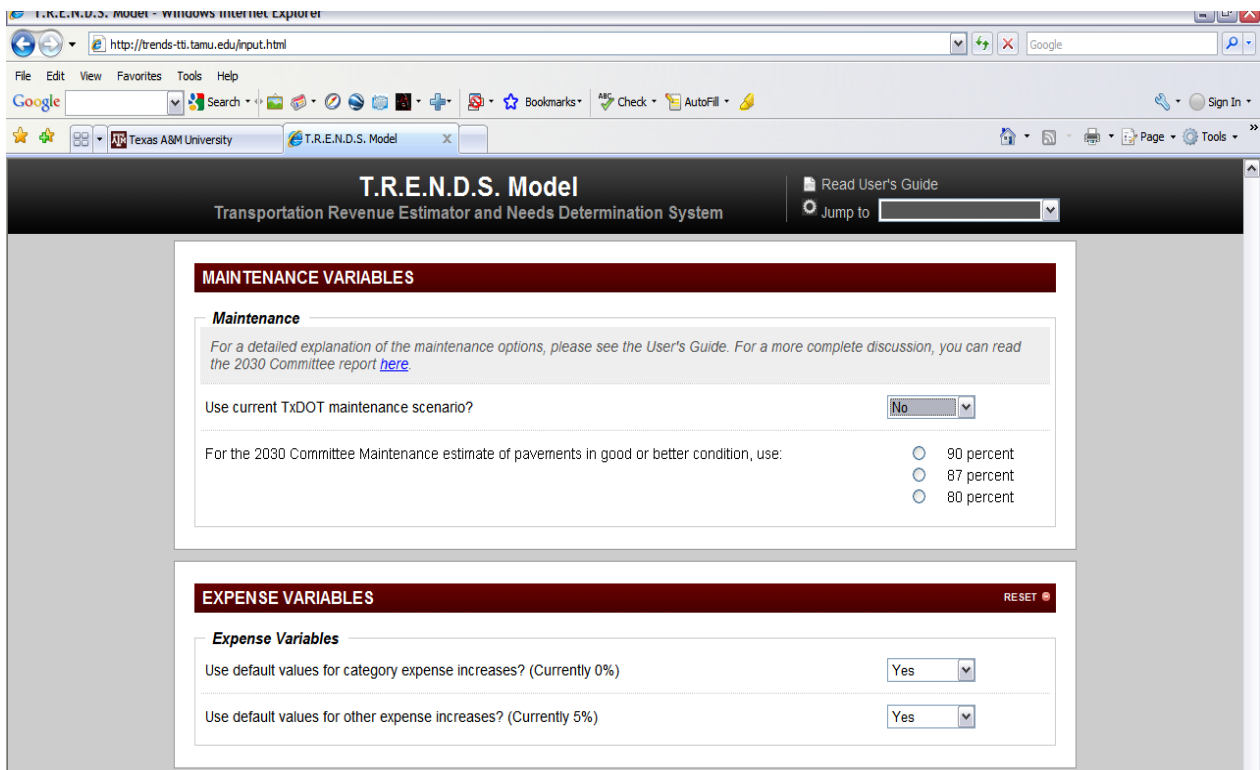 T.R.E.N.D.S. Model - Windows Internet Explorer
http://trends-tti.tamu.edu/input.html
Google
File Edit View Favorites Tools Help
Google Search Bookmarks ABC Check AutoFill Sign In
ATM Texas A&M University T.R.E.N.D.S. Model X Page Tools »
T.R.E.N.D.S. Model
Transportation Revenue Estimator and Needs Determination System
Read User's Guide
Jump to
MAINTENANCE VARIABLES
Maintenance
For a detailed explanation of the maintenance options, please see the User's Guide. For a more complete discussion, you can read
the 2030 Committee report here.
Use current TxDOT maintenance scenario? No
For the 2030 Committee Maintenance estimate of pavements in good or better condition, use: 90 percent
87 percent
80 percent
EXPENSE VARIABLES RESET
Expense Variables
Use default values for category expense increases? (Currently 0%) Yes
Use default values for other expense increases? (Currently 5%) Yes